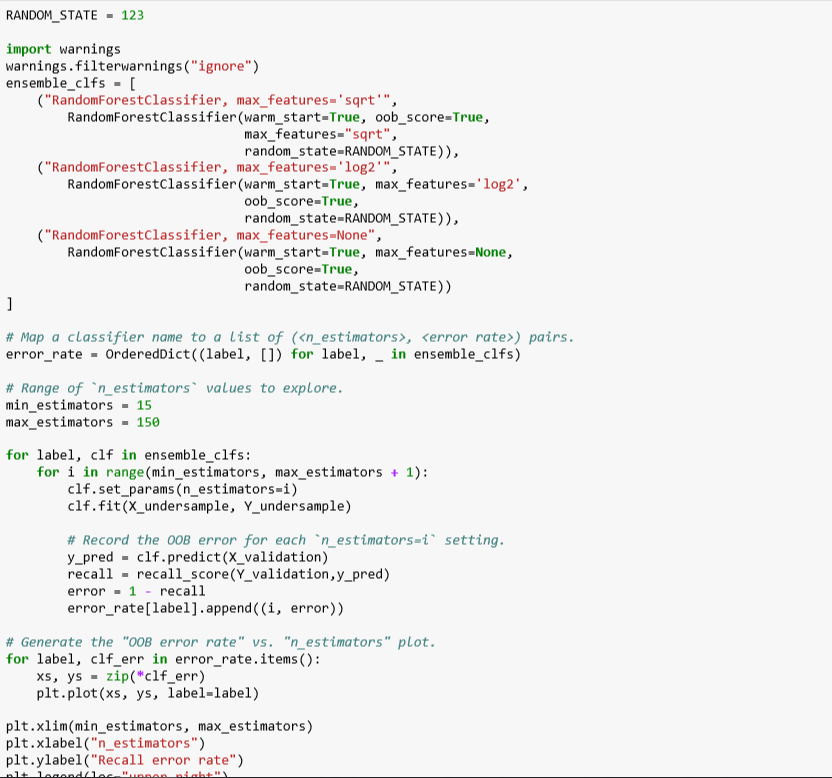 RANDOM_STATE = 123
import warnings
warnings.filterwarnings("ignore")
ensemble_clfs = [
    ("RandomForestClassifier, max_features='sqrt'",
        RandomForestClassifier(warm_start=True, oob_score=True,
                               max_features="sqrt",
                               random_state=RANDOM_STATE)),
    ("RandomForestClassifier, max_features='log2'",
        RandomForestClassifier(warm_start=True, max_features='log2',
                               oob_score=True,
                               random_state=RANDOM_STATE)),
    ("RandomForestClassifier, max_features=None",
        RandomForestClassifier(warm_start=True, max_features=None,
                               oob_score=True,
                               random_state=RANDOM_STATE))
]
# Map a classifier name to a list of (<n_estimators>, <error rate>) pairs.
error_rate = OrderedDict((label, []) for label, _ in ensemble_clfs)
# Range of `n_estimators` values to explore.
min_estimators = 15
max_estimators = 150
for label, clf in ensemble_clfs:
    for i in range(min_estimators, max_estimators + 1):
        clf.set_params(n_estimators=i)
        clf.fit(X_undersample, Y_undersample)
        # Record the OOB error for each `n_estimators=i` setting.
        y_pred = clf.predict(X_validation)
        recall = recall_score(Y_validation,y_pred)
        error = 1 - recall
        error_rate[label].append((i, error))
# Generate the "OOB error rate" vs. "n_estimators" plot.
for label, clf_err in error_rate.items():
    xs, ys = zip(*clf_err)
    plt.plot(xs, ys, label=label)
plt.xlim(min_estimators, max_estimators)
plt.xlabel("n_estimators")
plt.ylabel("Recall error rate")
plt.legend(loc="upper right")